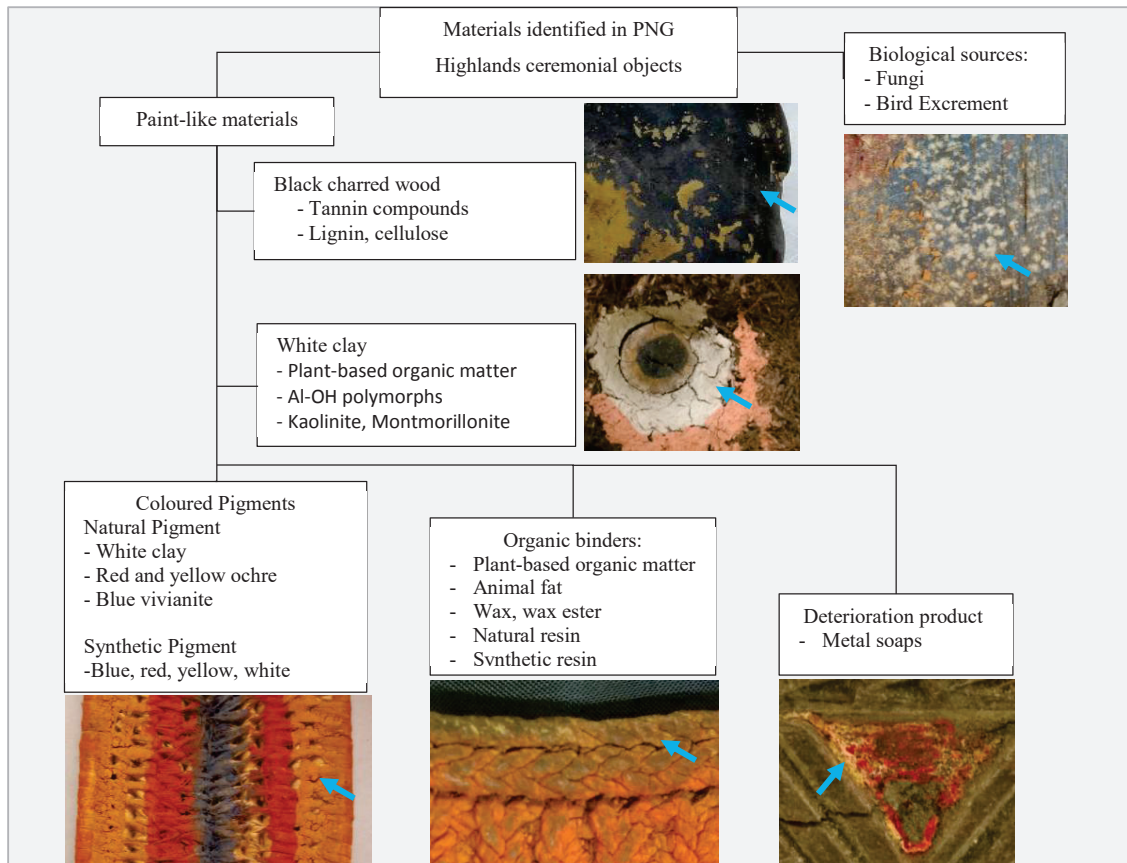 Materials identified in PNG
Highlands ceremonial objects
Biological sources:
- Fungi
- Bird Excrement
Paint-like materials
Black charred wood
- Tannin compounds
- Lignin, cellulose
White clay
- Plant-based organic matter
- Al-OH polymorphs
- Kaolinite, Montmorillonite
Coloured Pigments
Natural Pigment
- White clay
- Red and yellow ochre
- Blue vivianite
Synthetic Pigment
-Blue, red, yellow, white
Organic binders:
- Plant-based organic matter
- Animal fat
- Wax, wax ester
- Natural resin
- Synthetic resin
Deterioration product
- Metal soaps